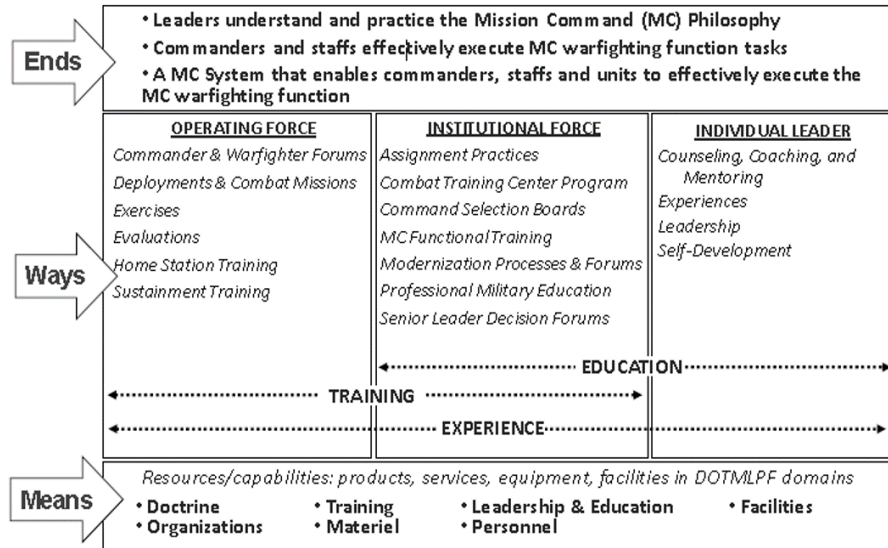 Ends
• Leaders understand and practice the Mission Command (MC) Philosophy
• Commanders and staffs effectively execute MC warfighting function tasks
• A MC System that enables commanders, staffs and units to effectively execute the
MC warfighting function
Ways
OPERATING FORCE
Commander & Warfighter Forums
Deployments & Combat Missions
Exercises
Evaluations
Home Station Training
Sustainment Training
INSTITUTIONAL FORCE
Assignment Practices
Combat Training Center Program
Command Selection Boards
MC Functional Training
Modernization Processes & Forums
Professional Military Education
Senior Leader Decision Forums
INDIVIDUAL LEADER
Counseling, Coaching, and
Mentoring
Experiences
Leadership
Self-Development
EDUCATION
TRAINING
EXPERIENCE
Means
Resources/capabilities: products, services, equipment, facilities in DOTMLPF domains
• Doctrine • Training • Leadership & Education • Facilities
• Organizations • Materiel • Personnel